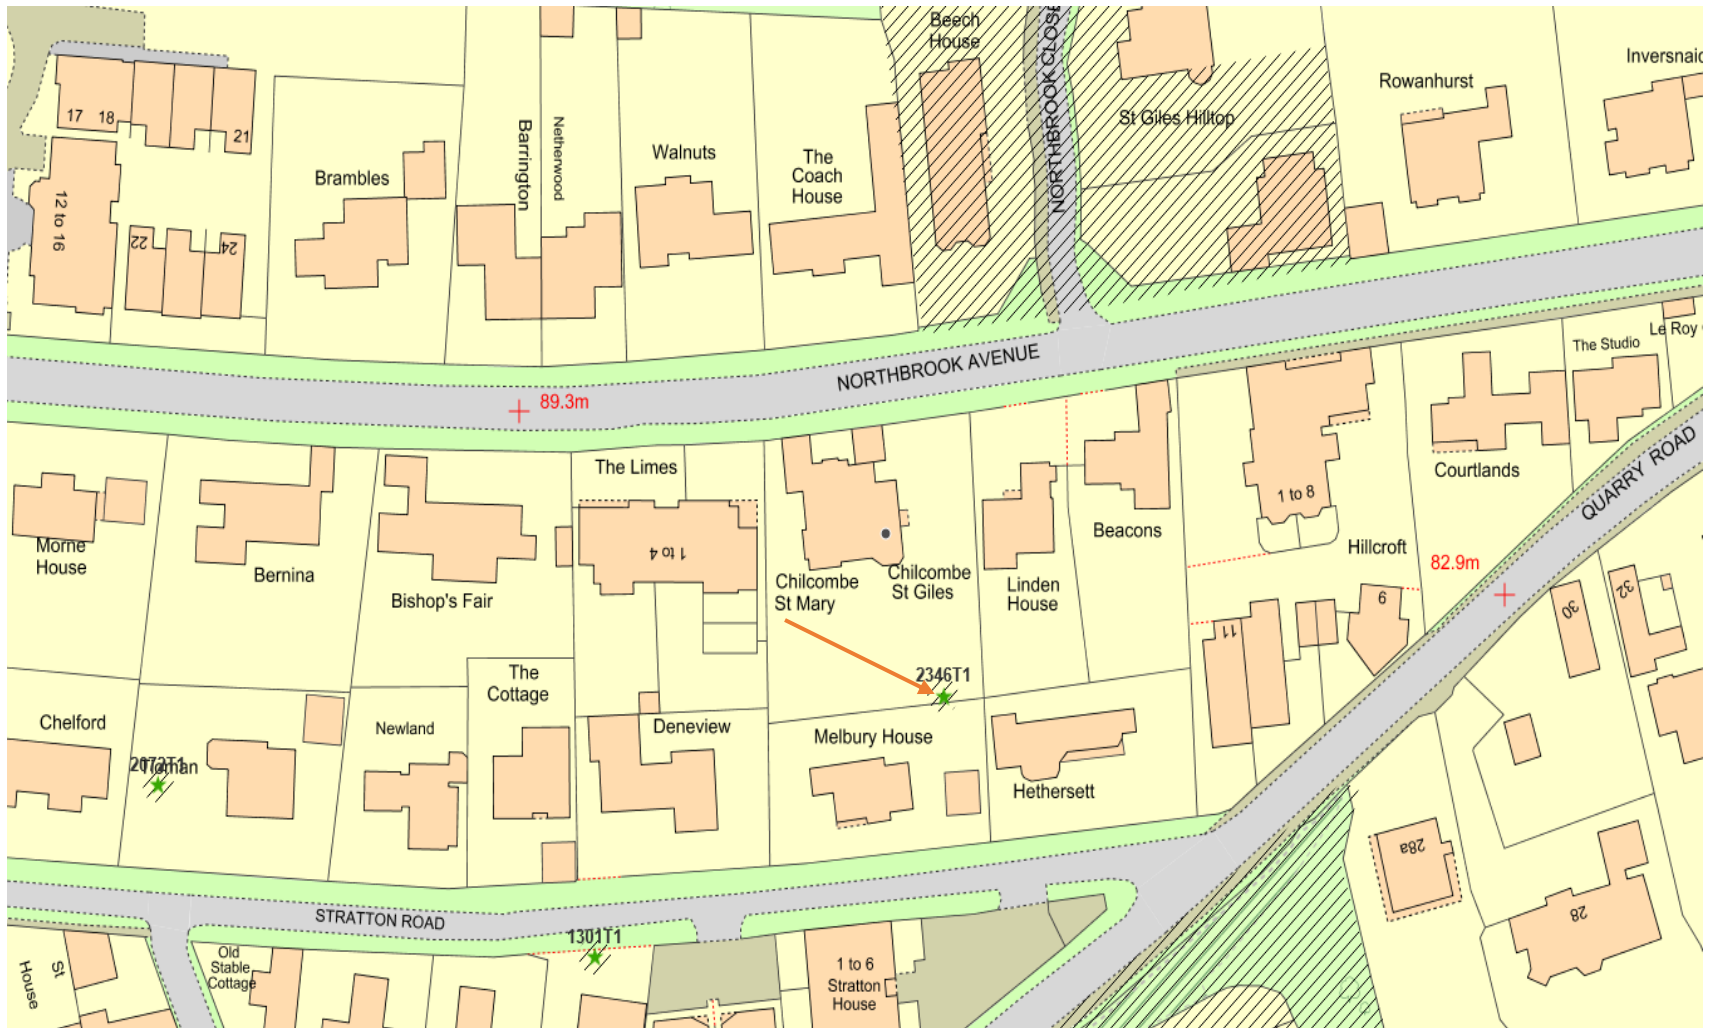 Beech
House
NORTHBROOK CLOSE
Inversnaid
Rowanhurst
St Giles Hilltop
17
18
21
12 to 16
22
24
Brambles
Barrington
Netherwood
Walnuts
The
Coach
House
NORTHBROOK AVENUE
89.3m
Le Roy
The Studio
Courtlands
QUARRY ROAD
The Limes
1 to 4
1 to 8
Morne
House
Bernina
Bishop's Fair
Chilcombe
St Mary
Chilcombe
St Giles
Linden
House
Beacons
Hillcroft
82.9m
9
11
30
32
2346T1
The
Cottage
Chelford
Newland
Deneview
Melbury House
Hethersett
2072T1
28a
28
STRATTON ROAD
1301T1
St
House
Old
Stable
Cottage
1 to 6
Stratton
House